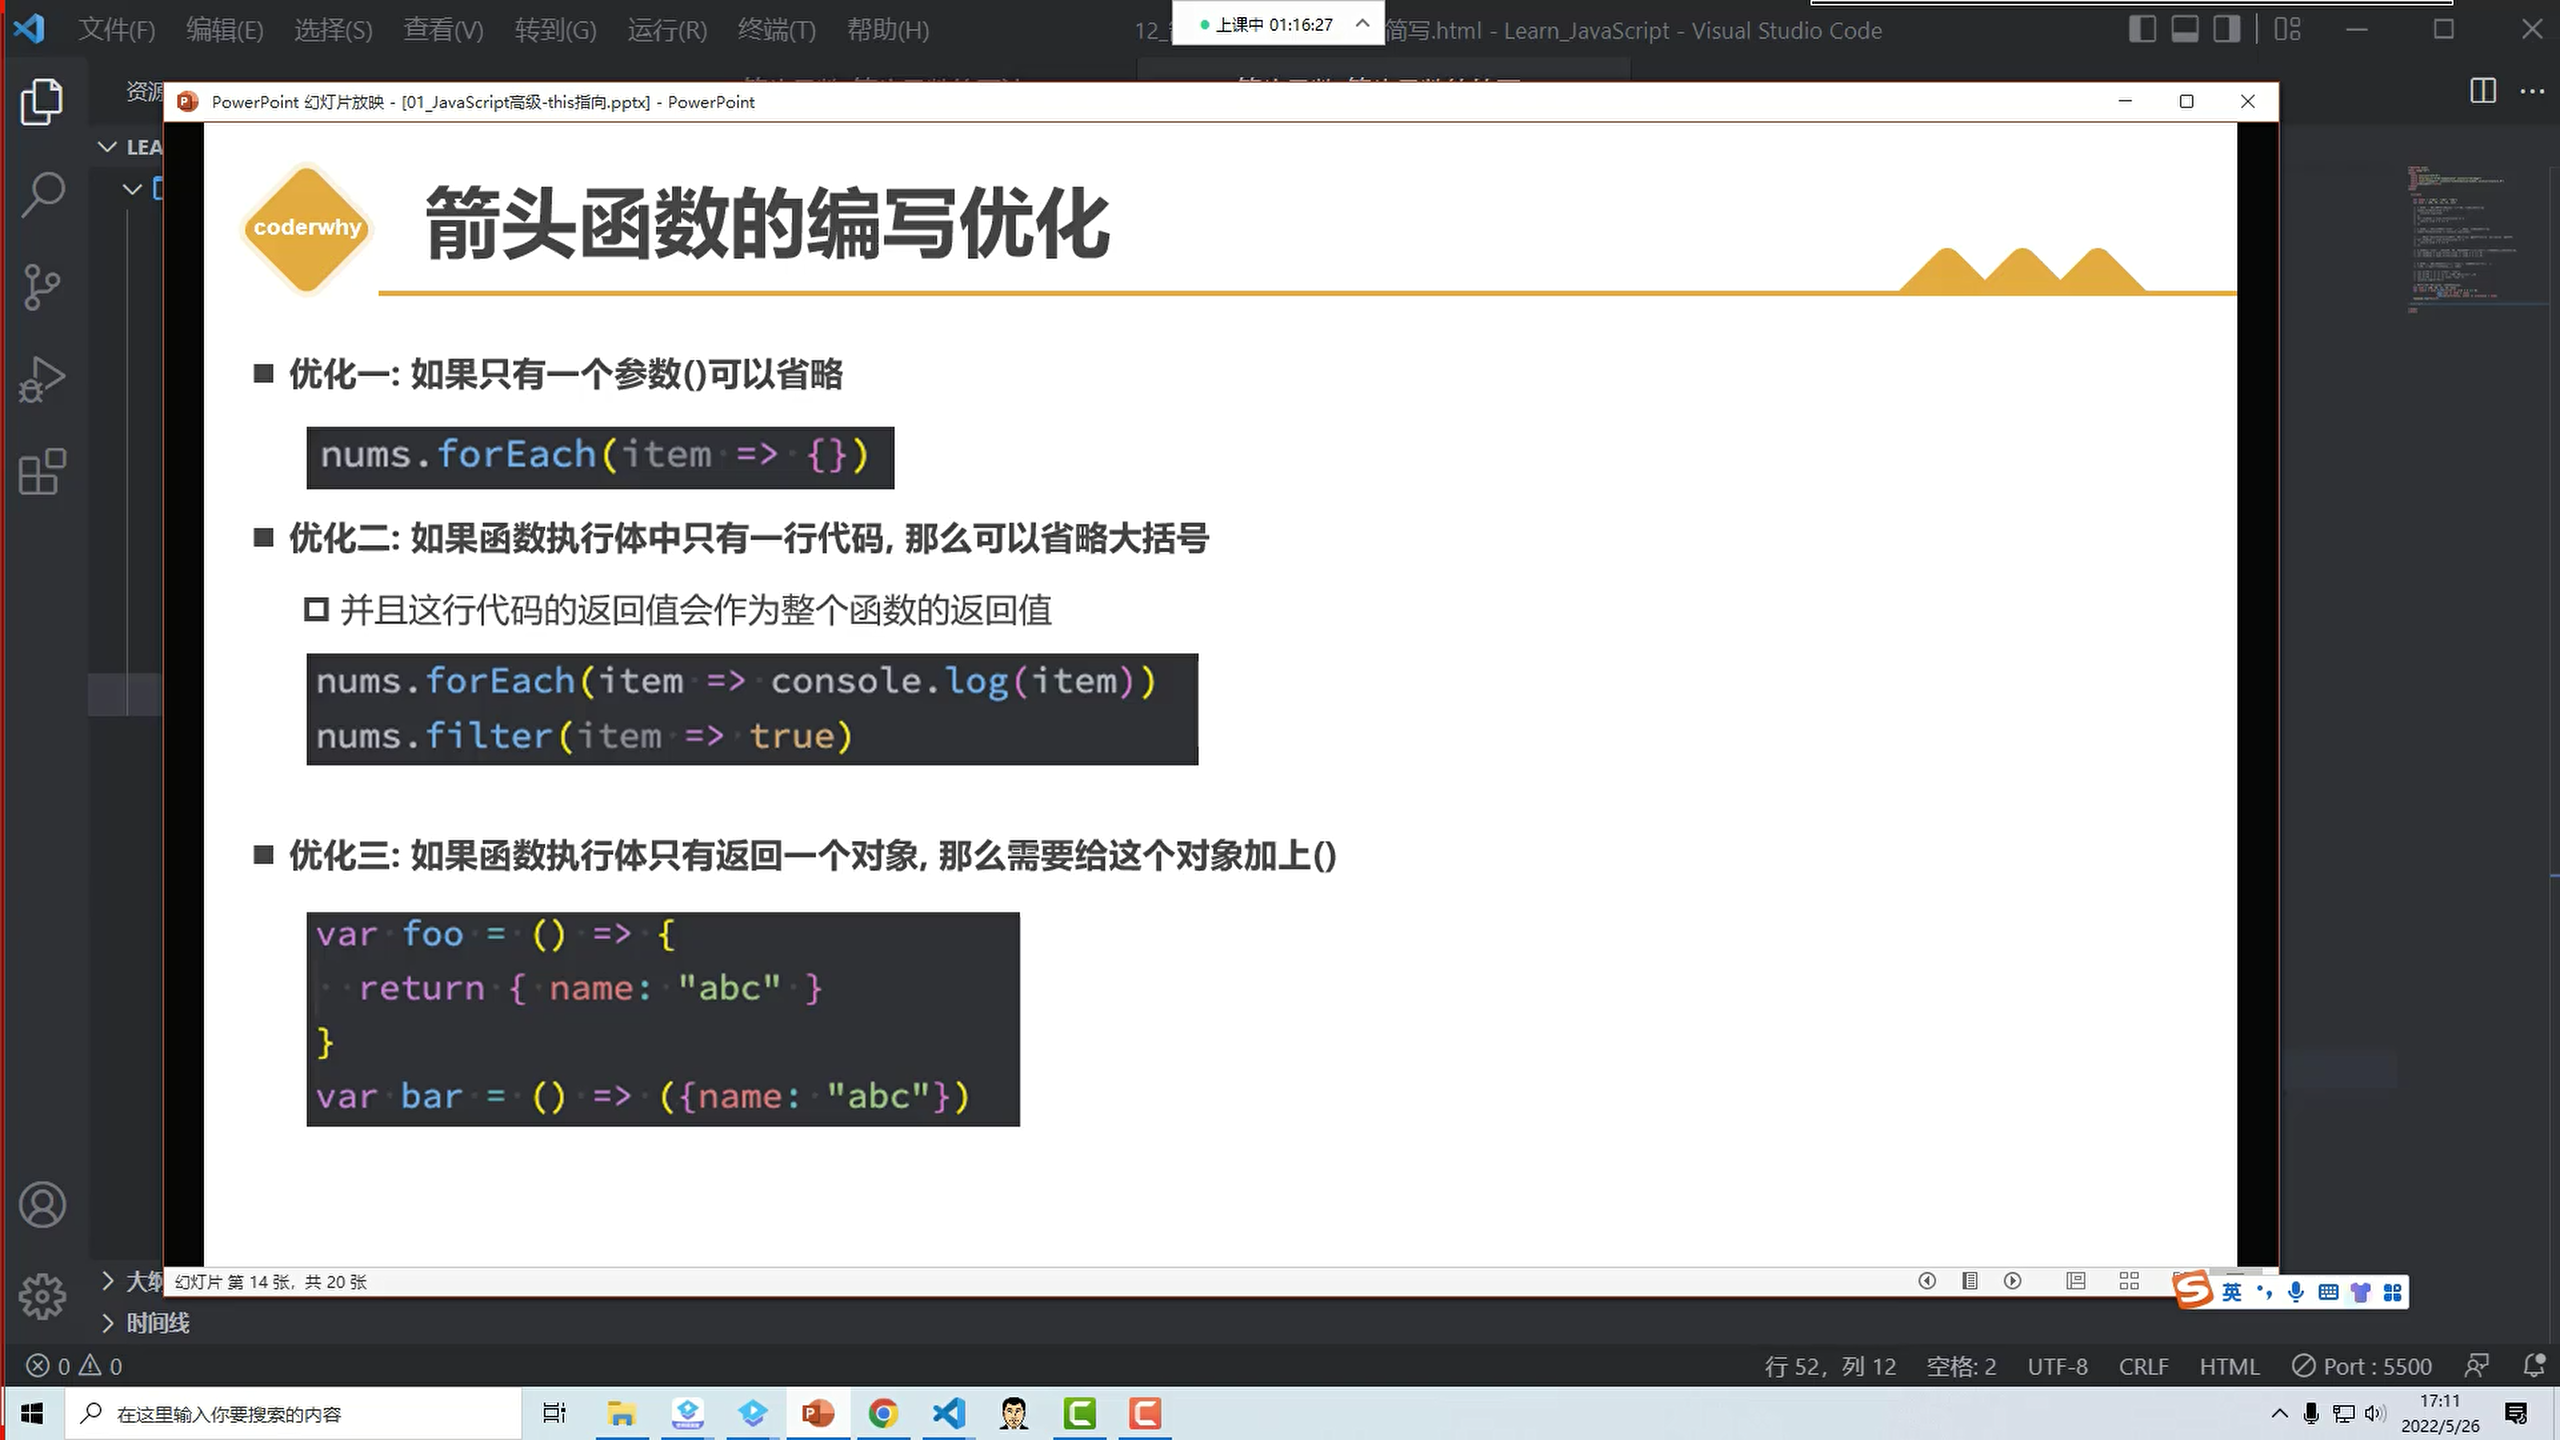 文件(F) 编辑(E) 选择(S) 查看(V) 转到(G) 运行(R) 终端(T) 帮助(H)
上课中 01:16:27
简写.html - Learn_JavaScript - Visual Studio Code
PowerPoint 幻灯片放映 - [01_JavaScript高级-this指向.pptx] - PowerPoint
coderwhy
箭头函数的编写优化
优化一: 如果只有一个参数()可以省略
nums.forEach(item => {})
优化二: 如果函数执行体中只有一行代码, 那么可以省略大括号
并且这行代码的返回值会作为整个函数的返回值
nums.forEach(item => console.log(item))
nums.filter(item => true)
优化三: 如果函数执行体只有返回一个对象, 那么需要给这个对象加上()
var foo = () => {
return { name: "abc" }
}
var bar = () => ({name: "abc"})
幻灯片 第 14 张，共 20 张
英
时间线
0 0
行 52，列 12 空格: 2 UTF-8 CRLF HTML Port : 5500
在这里输入你要搜索的内容
17:11
2022/5/26